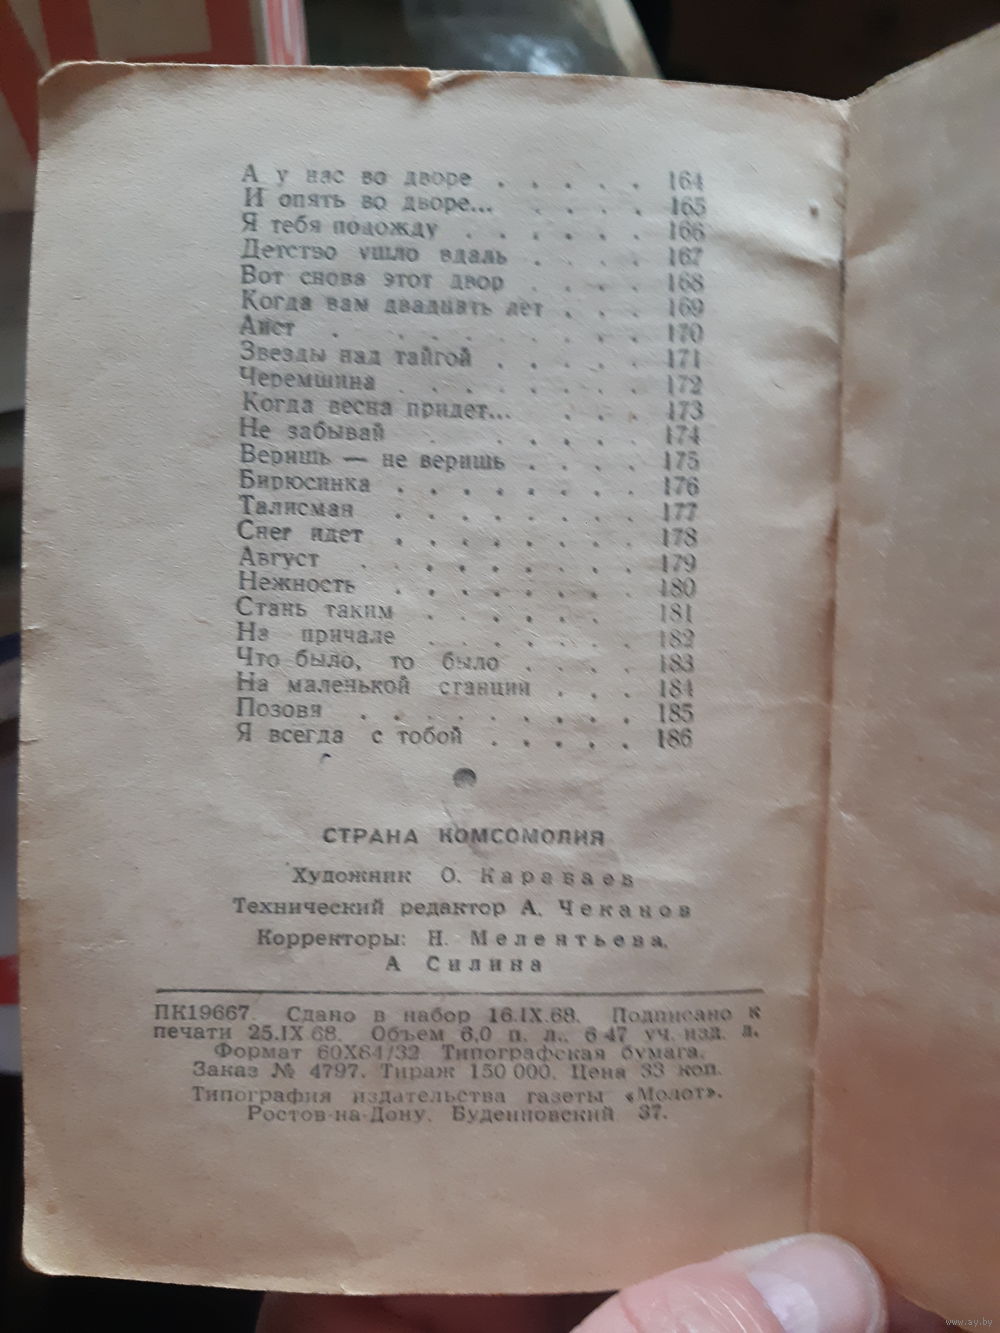 А у нас во дворе . . . . . 164
И опять во дворе... . . . . 165
Я тебя подожду . . . . . . 166
Детство ушло вдаль . . . . 167
Вот снова этот двор . . . . 168
Когда вам двадцать лет . . . 169
Аист . . . . . . . . 170
Звезды над тайгой . . . . . 171
Черемшина . . . . . . . . 172
Когда весна придет... . . . 173
Не забывай . . . . . . 174
Веришь — не веришь . . . . 175
Бирюсинка . . . . . . . . 176
Талисман . . . . . . . . 177
Снег идет . . . . . . . . 178
Август . . . . . . . . . 179
Нежность . . . . . . . . 180
Стань таким . . . . . . 181
На причале . . . . . . . 182
Что было, то было . . . . 183
На маленькой станции . . . 184
Позовя . . . . . . . . . 185
Я всегда с тобой . . . . . 186
СТРАНА КОМСОМОЛИЯ
Художник О. Караваев
Технический редактор А. Чеканов
Корректоры: Н. Мелентьева,
А Силина
ПК19667. Сдано в набор 16.IX.68. Подписано к
печати 25.IX 68. Объем 6,0 п. л., 6 47 уч. изд. л.
Формат 60X64/32 Типографская бумага.
Заказ № 4797. Тираж 150 000. Цена 33 коп.
Типография издательства газеты «Молот».
Ростов-на-Дону, Буденновский 37.
www.ay.by